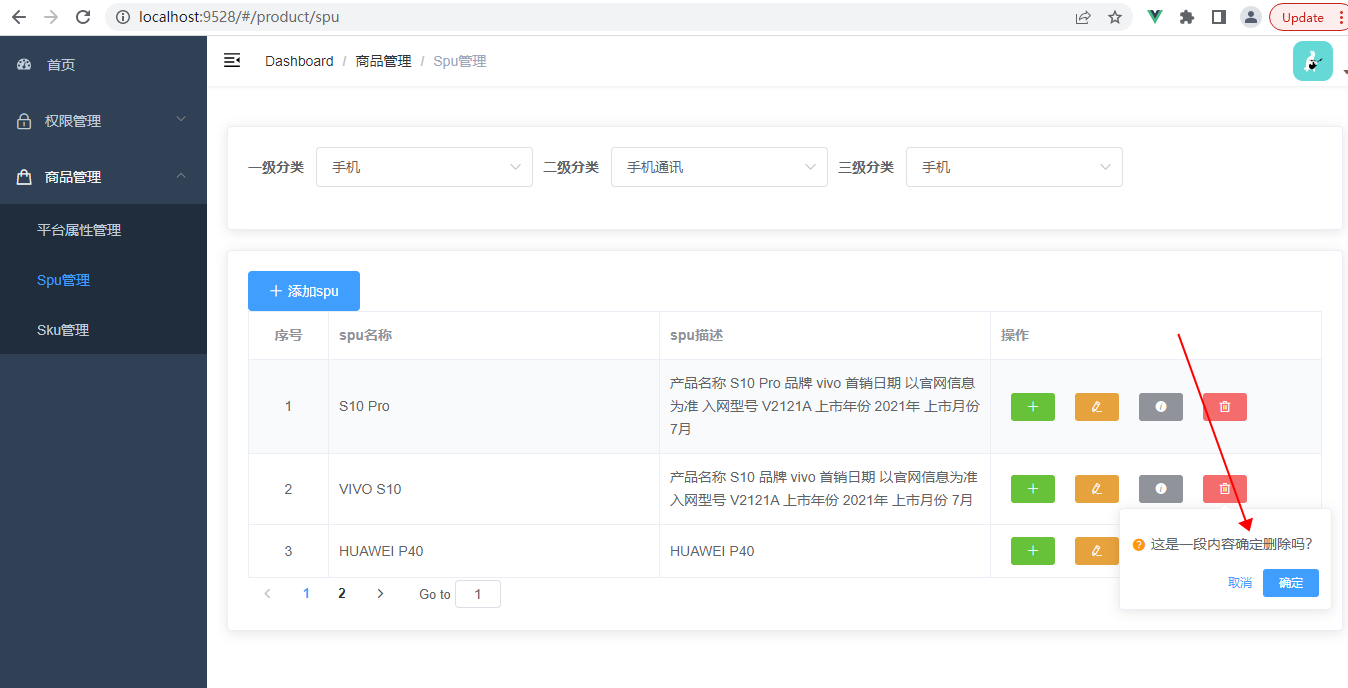 localhost:9528/#/product/spu
Update
首页
Dashboard / 商品管理 / Spu管理
权限管理
商品管理
平台属性管理
Spu管理
Sku管理
一级分类 手机 二级分类 手机通讯 三级分类 手机
添加spu
序号 spu名称 spu描述 操作
1 S10 Pro
产品名称 S10 Pro 品牌 vivo 首销日期 以官网信息
为准 入网型号 V2121A 上市年份 2021年 上市月份
7月
2 VIVO S10
产品名称 S10 品牌 vivo 首销日期 以官网信息为准
入网型号 V2121A 上市年份 2021年 上市月份 7月
3 HUAWEI P40 HUAWEI P40
这是一段内容确定删除吗?
取消 确定
1 2 Go to 1